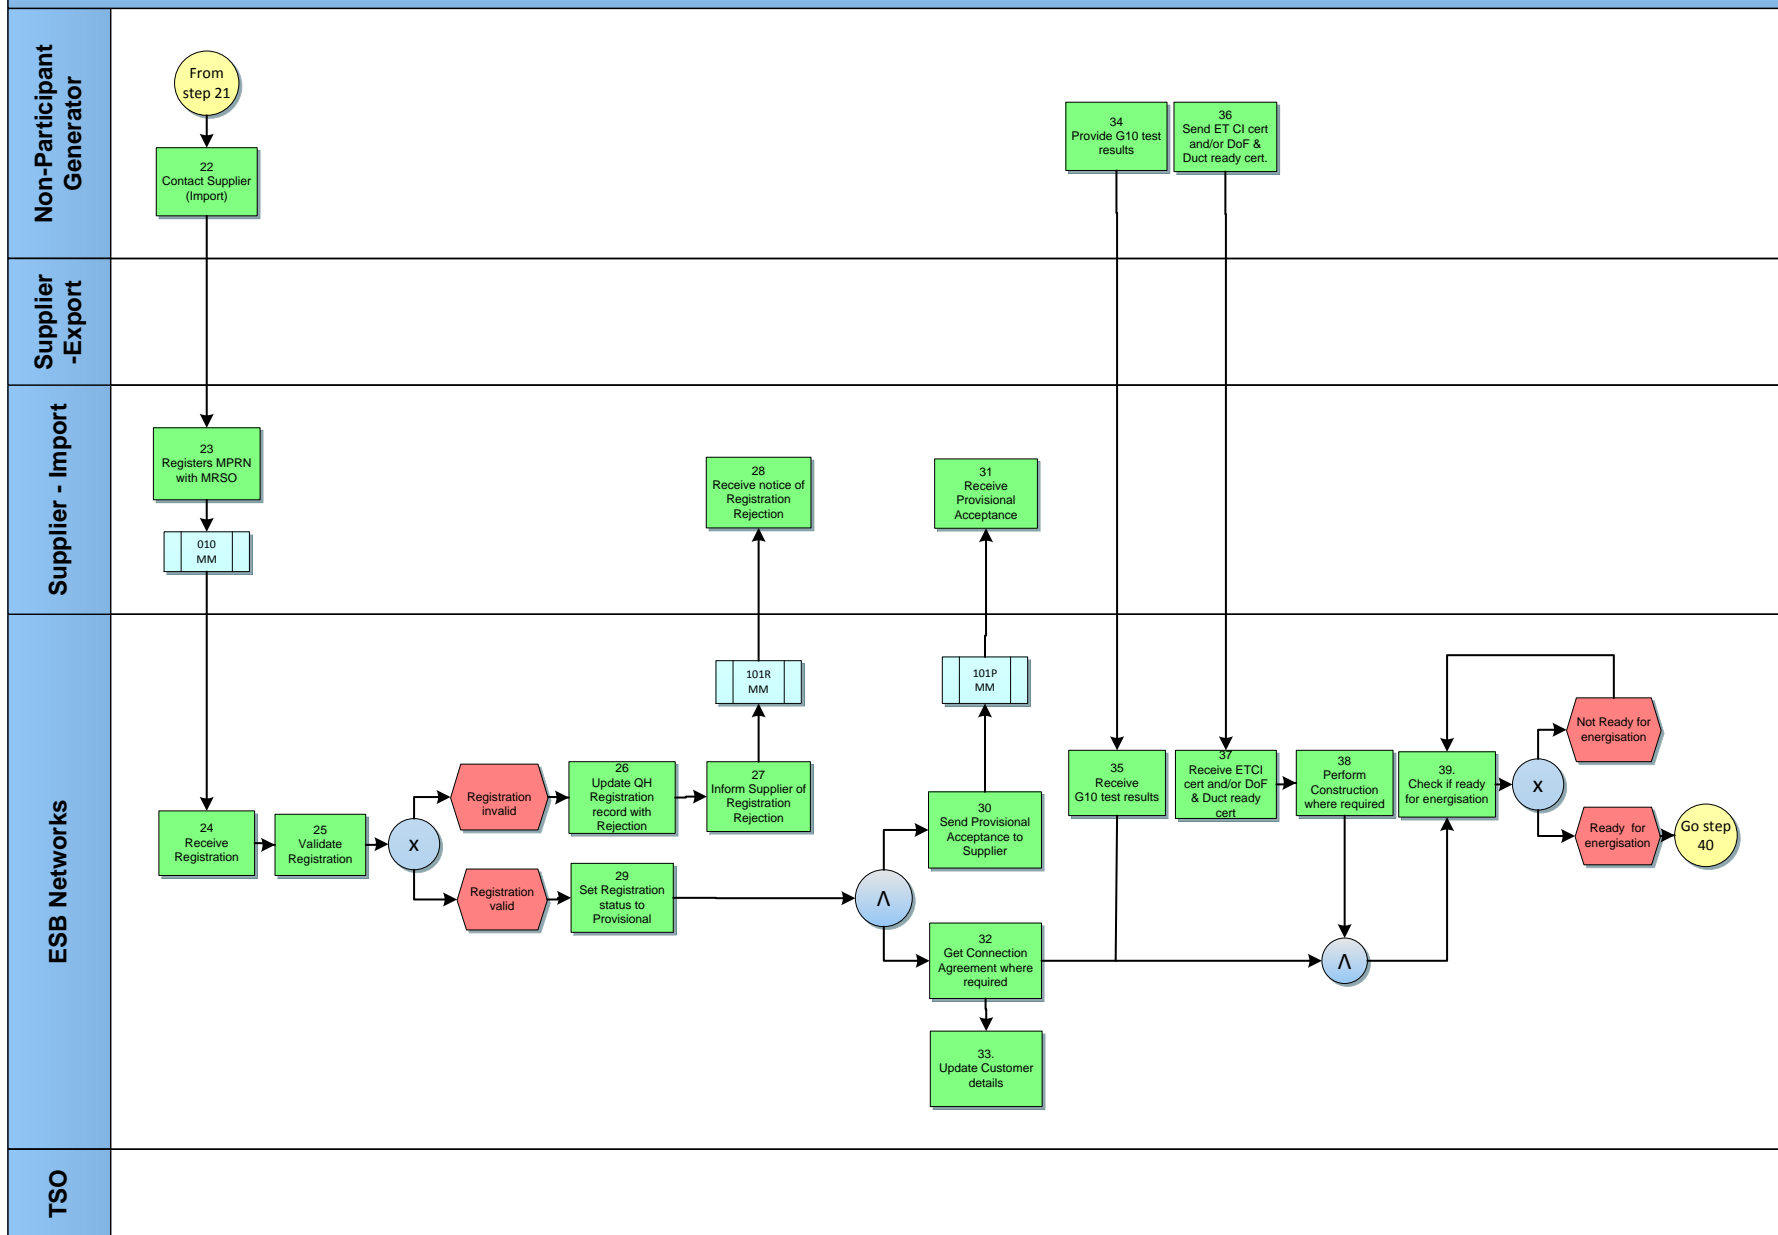 Non-Participant
Generator
From
step 21
22
Contact Supplier
(Import)
34
Provide G10 test
results
36
Send ET CI cert
and/or DoF &
Duct ready cert.
Supplier
-Export
Supplier - Import
23
Registers MPRN
with MRSO
010
MM
28
Receive notice of
Registration
Rejection
31
Receive
Provisional
Acceptance
ESB Networks
101R
MM
101P
MM
24
Receive
Registration
25
Validate
Registration
X
Registration
invalid
26
Update QH
Registration
record with
Rejection
27
Inform Supplier of
Registration
Rejection
Registration
valid
29
Set Registration
status to
Provisional
Λ
30
Send Provisional
Acceptance to
Supplier
32
Get Connection
Agreement where
required
33.
Update Customer
details
35
Receive
G10 test results
37
Receive ETCI
cert and/or DoF
& Duct ready
cert
38
Perform
Construction
where required
Λ
39.
Check if ready
for energisation
X
Not Ready for
energisation
Ready for
energisation
Go step
40
TSO